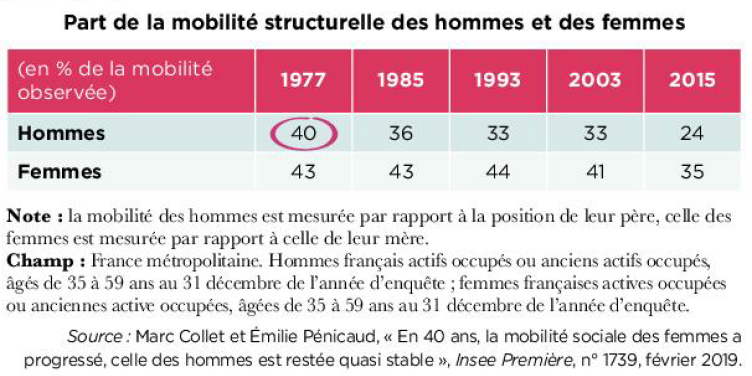 Part de la mobilité structurelle des hommes et des femmes
(en % de la mobilité observée) 1977 1985 1993 2003 2015
Hommes 40 36 33 33 24
Femmes 43 43 44 41 35
Note : la mobilité des hommes est mesurée par rapport à la position de leur père, celle des
femmes est mesurée par rapport à celle de leur mère.
Champ : France métropolitaine. Hommes français actifs occupés ou anciens actifs occupés,
âgés de 35 à 59 ans au 31 décembre de l'année d'enquête ; femmes françaises actives occupées
ou anciennes active occupées, âgées de 35 à 59 ans au 31 décembre de l'année d'enquête.
Source : Marc Collet et Émilie Pénicaud, « En 40 ans, la mobilité sociale des femmes a
progressé, celle des hommes est restée quasi stable », Insee Première, n° 1739, février 2019.